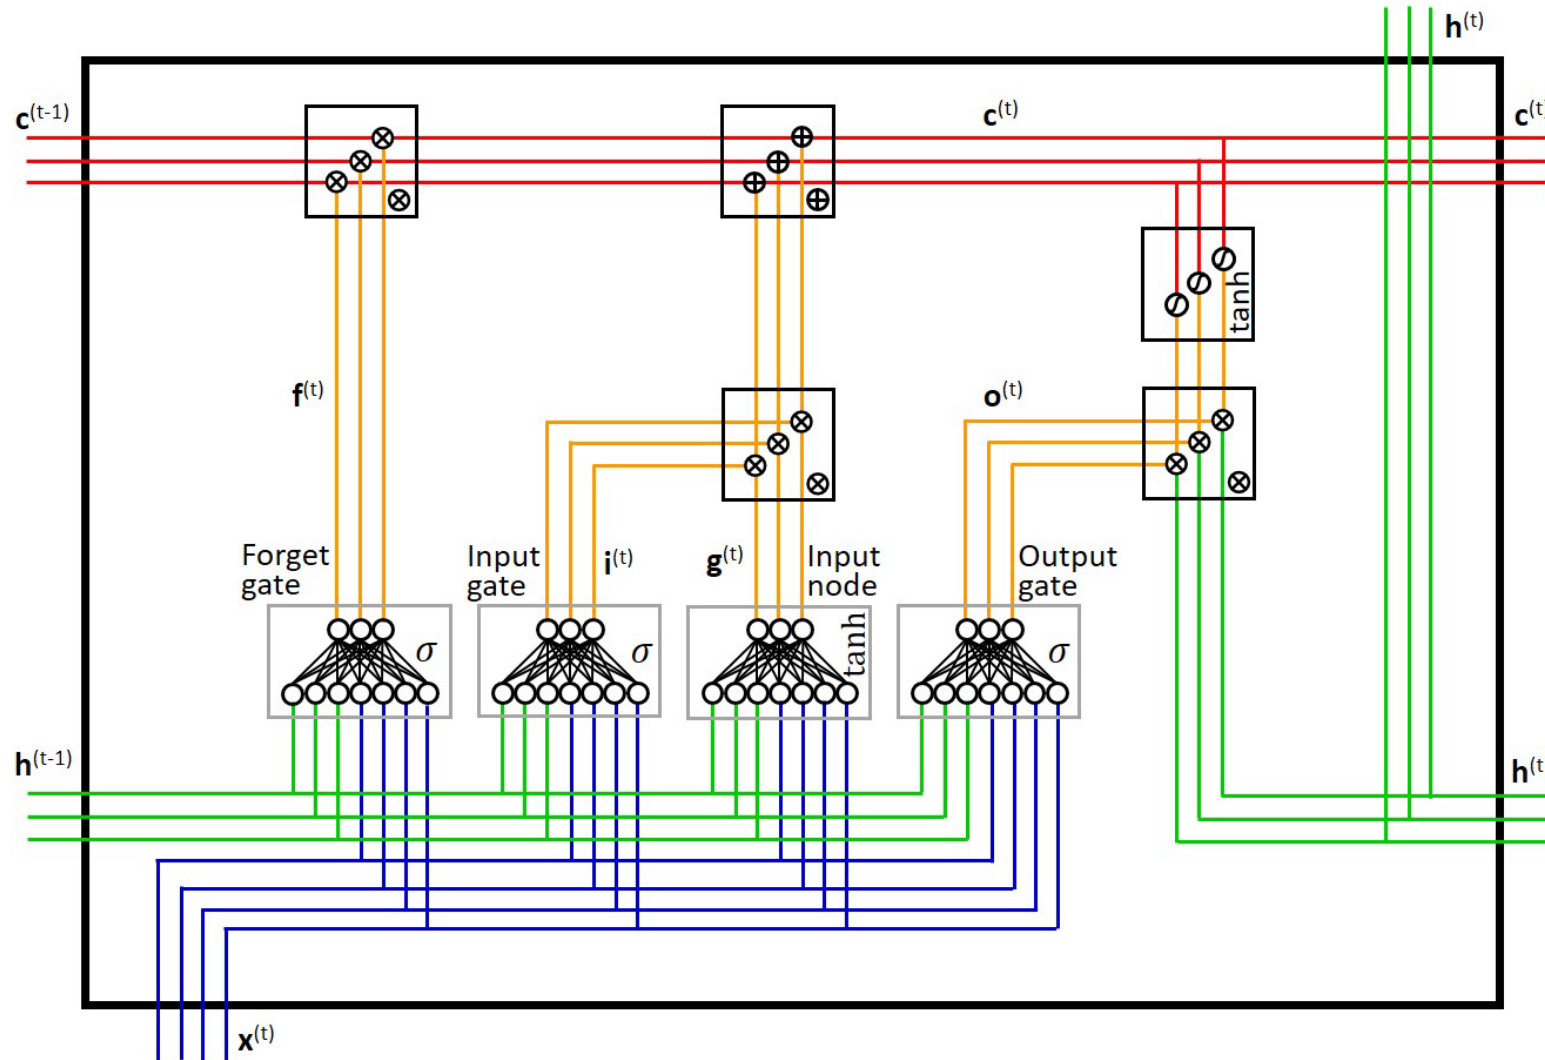 h(t)
c(t-1)
c(t)
c(t
tanh
f(t)
o(t)
Forget
gate
Input
gate
i(t)
g(t)
Input
node
Output
gate
σ
σ
tanh
σ
h(t-1)
h(t
x(t)